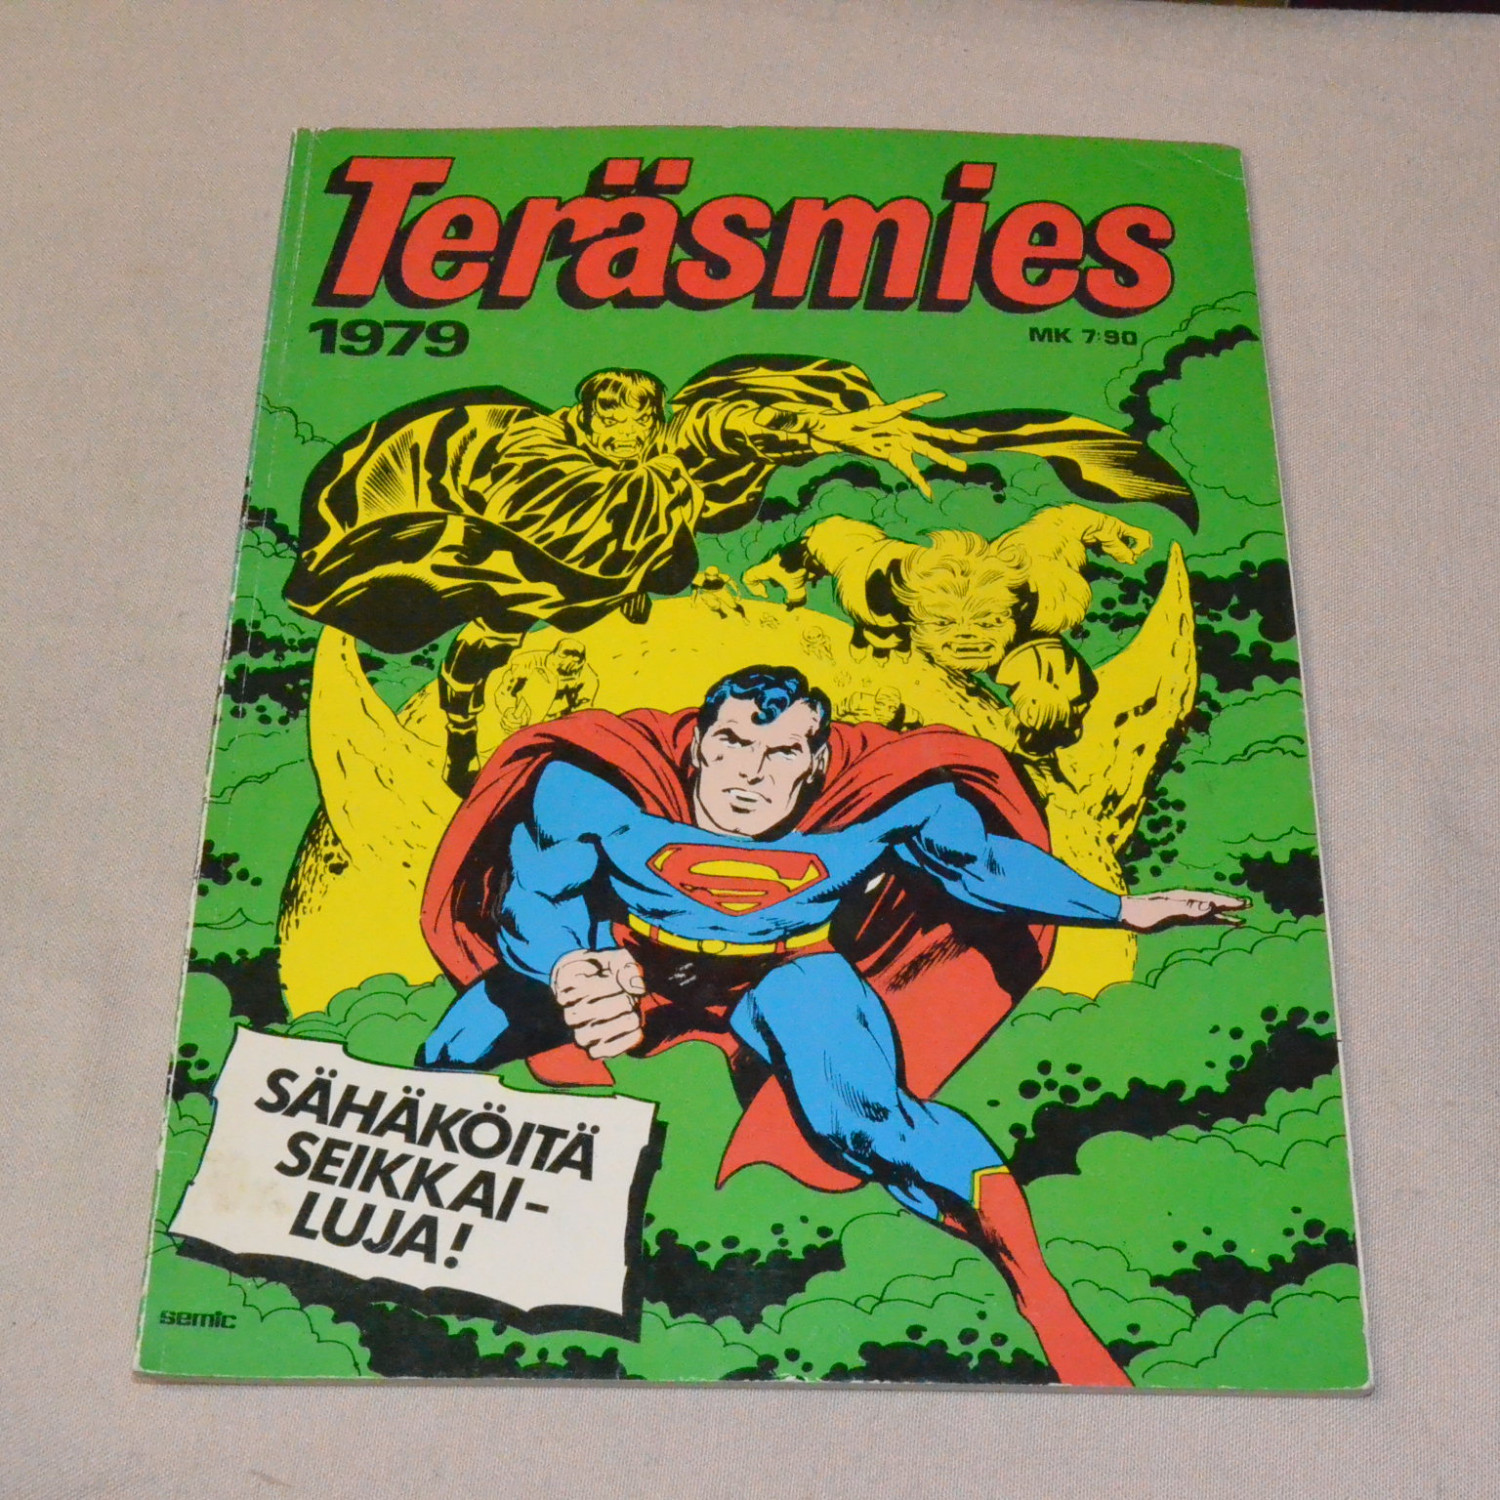 Teräsmies
1979
MK 7:90
SÄHÄKÖITÄ
SEIKKAI-
LUJA!
semic